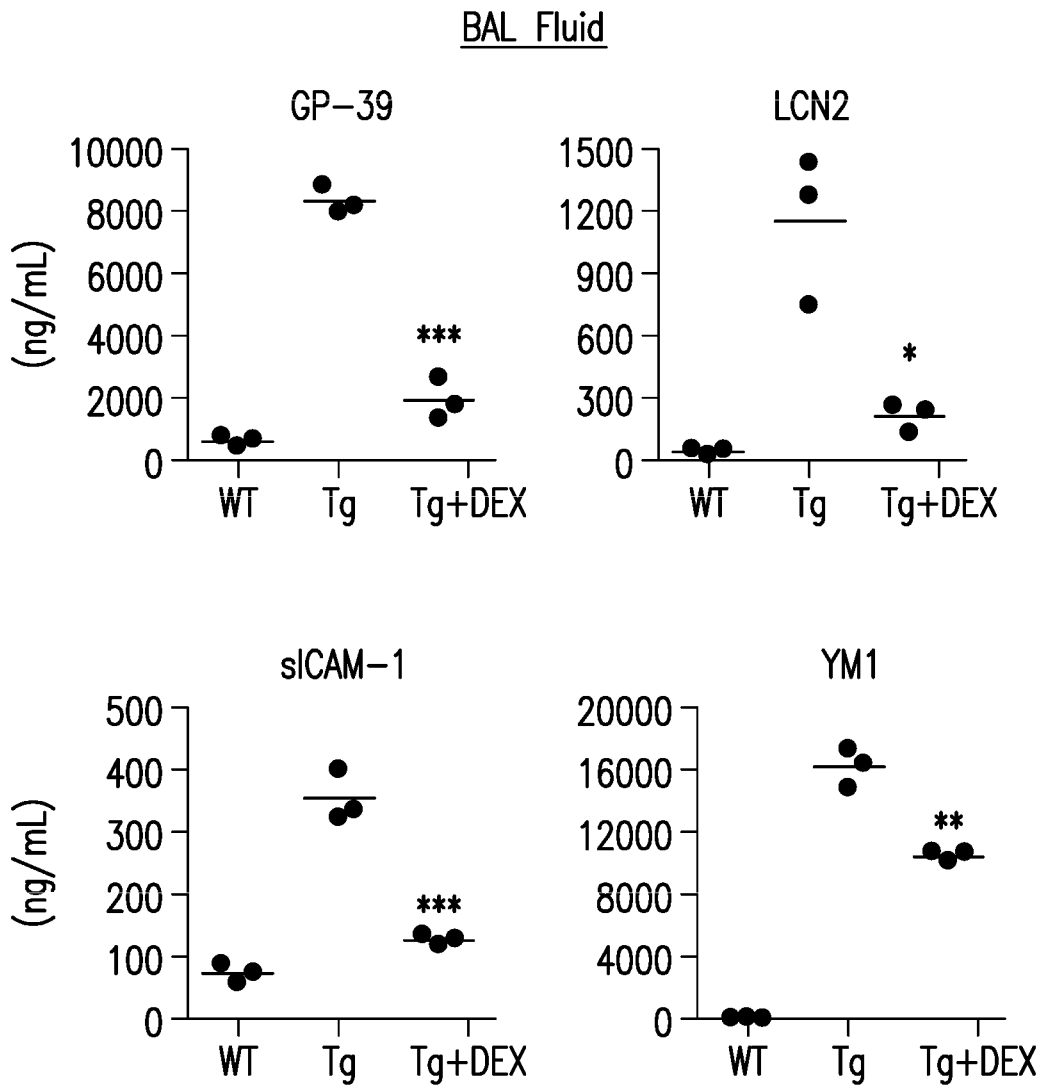 BAL Fluid
GP-39
10000
8000
6000
4000
2000
0
(ng/mL)
***
WT Tg Tg+DEX
LCN2
1500
1200
900
600
300
0
*
WT Tg Tg+DEX
sICAM-1
500
400
300
200
100
0
(ng/mL)
***
WT Tg Tg+DEX
YM1
20000
16000
12000
8000
4000
0
**
WT Tg Tg+DEX